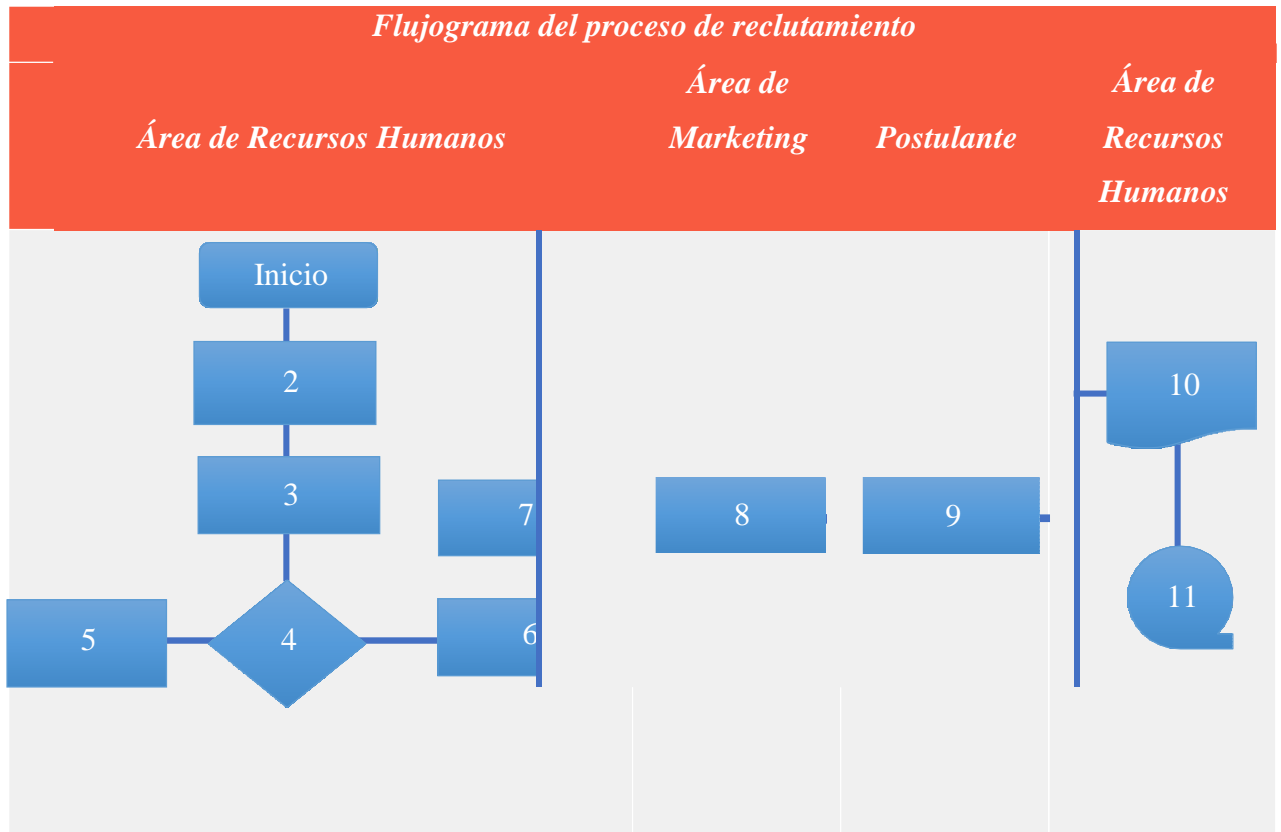 Flujograma del proceso de reclutamiento
Área de Recursos Humanos
Área de
Marketing
Postulante
Área de
Recursos
Humanos
Inicio
2
3
4
5
6
7
8
9
10
11